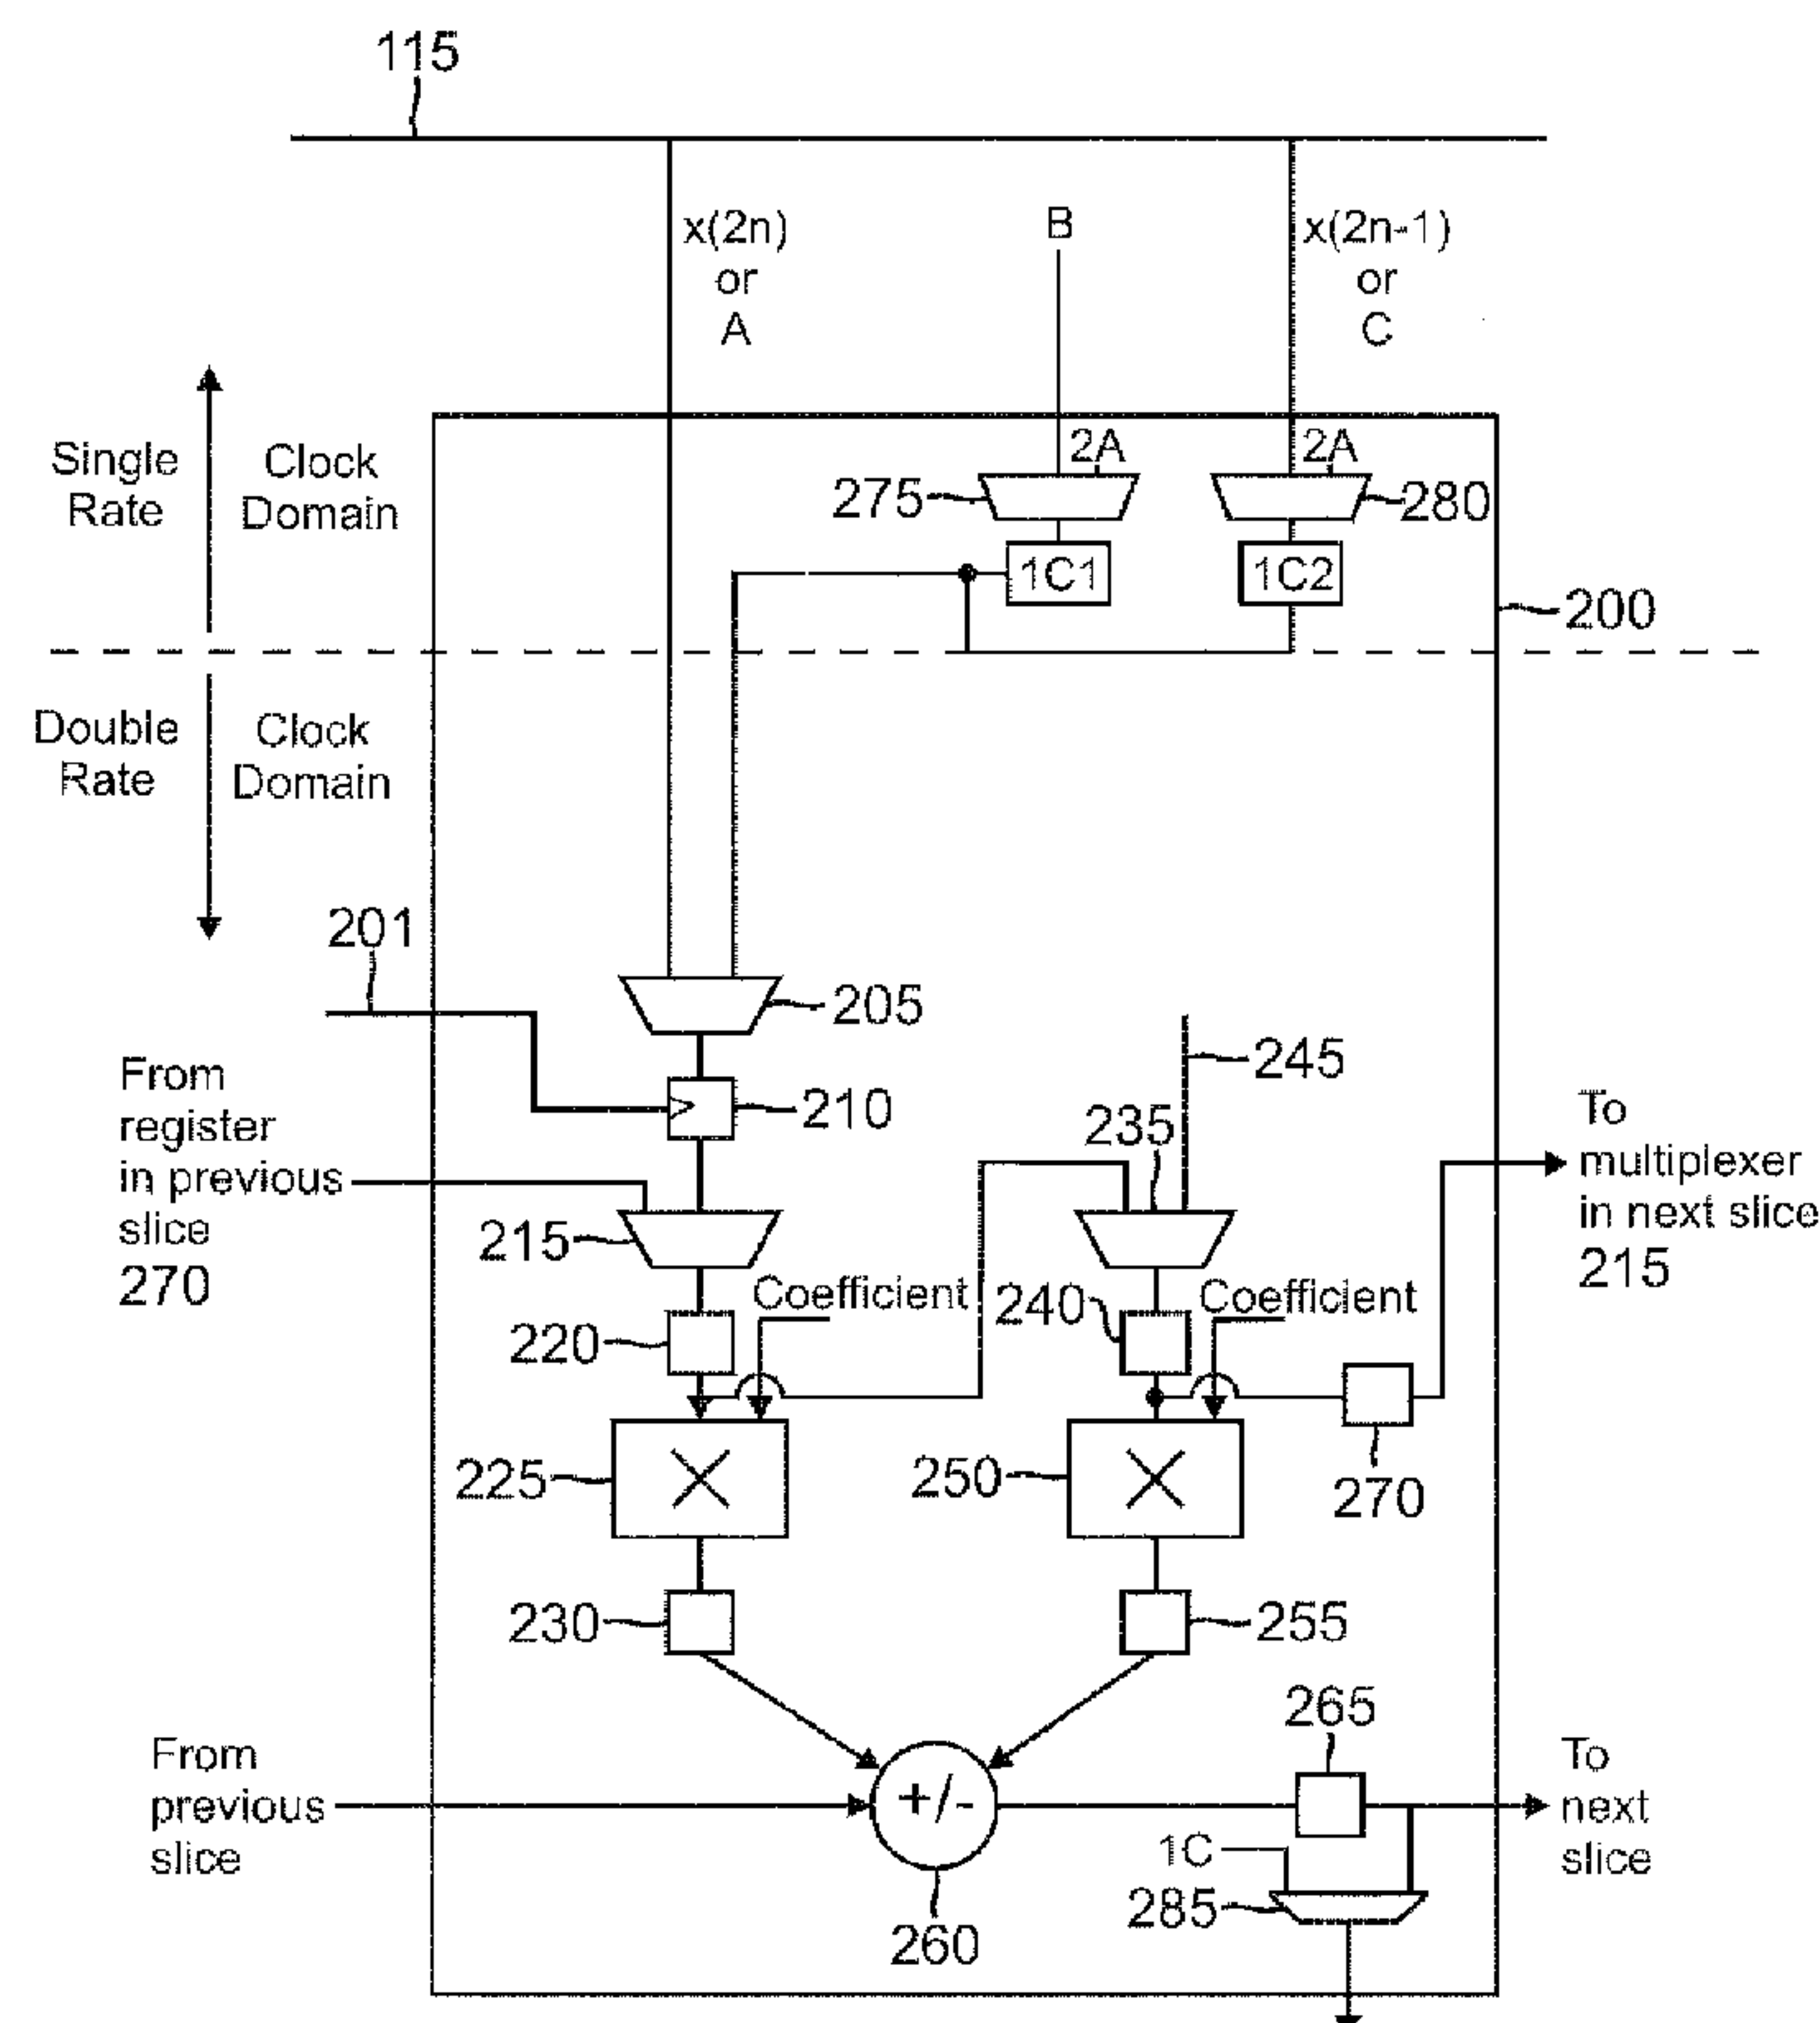 115
x(2n)
or
A
B
x(2n-1)
or
C
Single
Rate
Clock
Domain
2A
2A
275
280
1C1
1C2
200
Double
Rate
Clock
Domain
201
205
From
register
in previous
slice
270
210
245
235
To
multiplexer
in next slice
215
215
Coefficient
240
Coefficient
220
225
250
270
230
255
265
From
previous
slice
+/-
To
next
slice
1C
285
260